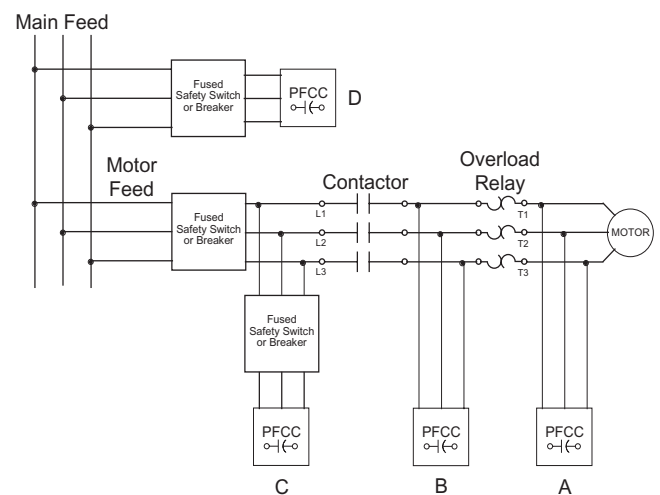 Main Feed
Fused
Safety Switch
or Breaker
PFCC
D
Motor
Feed
Fused
Safety Switch
or Breaker
Contactor
Overload
Relay
L1
T1
L2
T2
MOTOR
L3
T3
Fused
Safety Switch
or Breaker
PFCC
PFCC
PFCC
C
B
A